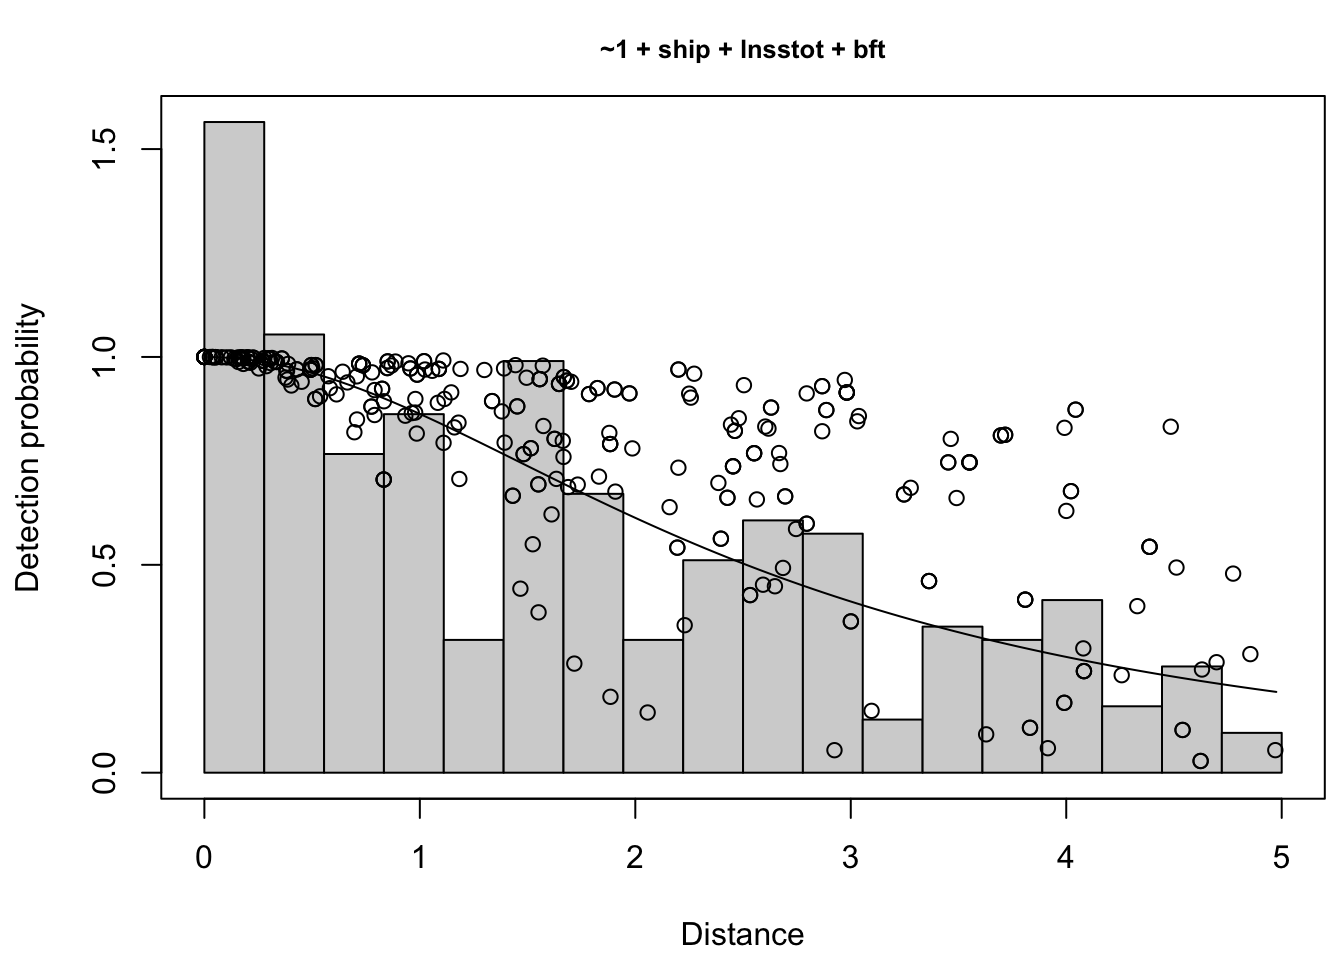 ~1 + ship + lnsstot + bft
Detection probability
1.5
1.0
0.5
0.0
0 1 2 3 4 5
Distance